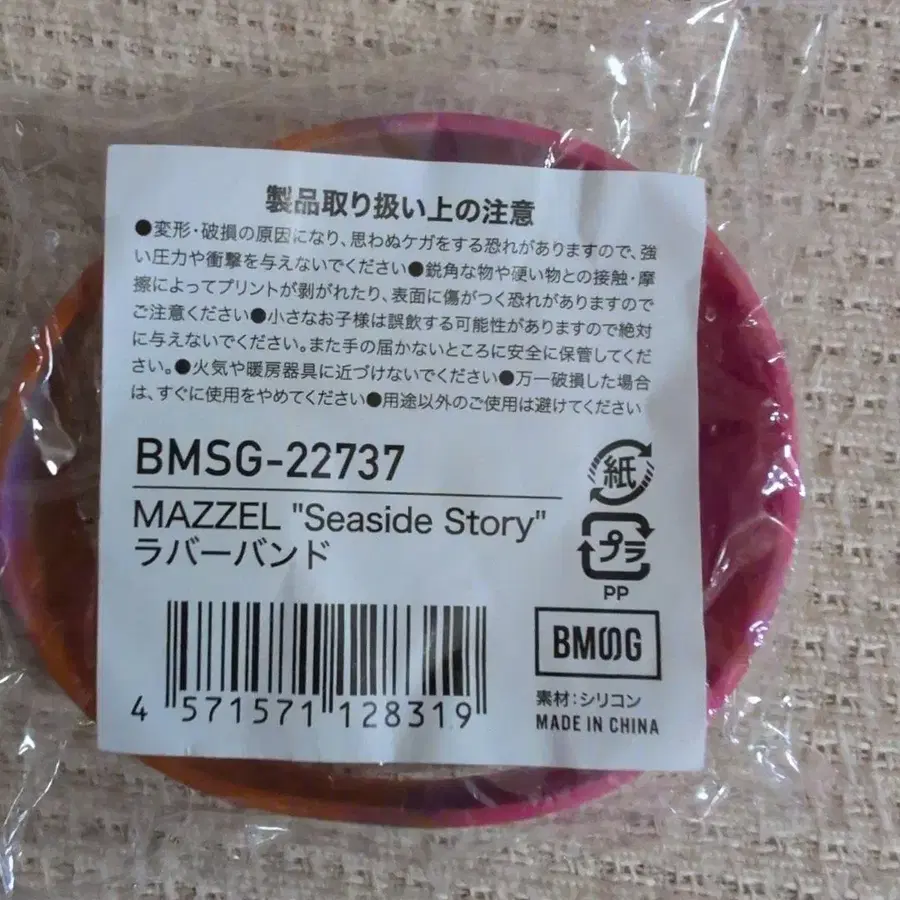 製品取り扱い上の注意
●変形・破損の原因になり、思わぬケガをする恐れがありますので、強
い圧力や衝撃を与えないでください●鋭角な物や硬い物との接触・摩
擦によってプリントが剥がれたり、表面に傷がつく恐れがありますので
ご注意ください●小さなお子様は誤飲する可能性がありますので絶対
に与えないでください。また手の届かないところに安全に保管してくだ
さい。●火気や暖房器具に近づけないでください●万一破損した場合
は、すぐに使用をやめてください●用途以外のご使用は避けてください
BMSG-22737
MAZZEL "Seaside Story"
ラバーバンド
紙
プラ
PP
BMSG
素材：シリコン
MADE IN CHINA
4 571571 128319